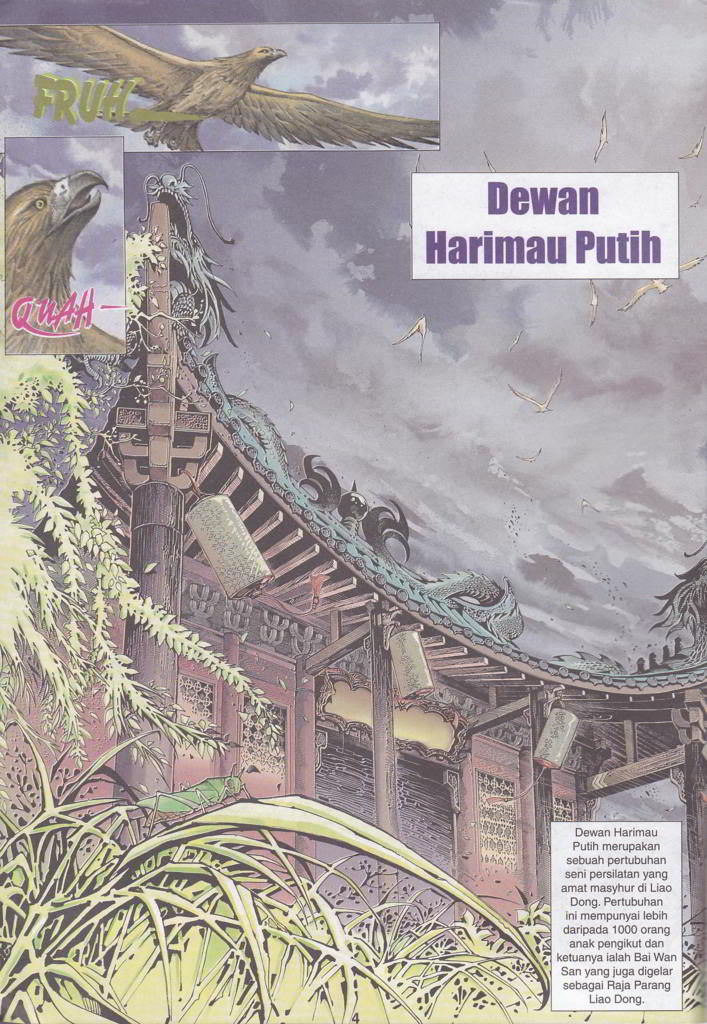 FRUH...
Dewan
Harimau Putih
QUAH—
Dewan Harimau
Putih merupakan
sebuah pertubuhan
seni persilatan yang
amat masyhur di Liao
Dong. Pertubuhan
ini mempunyai lebih
daripada 1000 orang
anak pengikut dan
ketuanya ialah Bai Wan
San yang juga digelar
sebagai Raja Parang
Liao Dong.
4